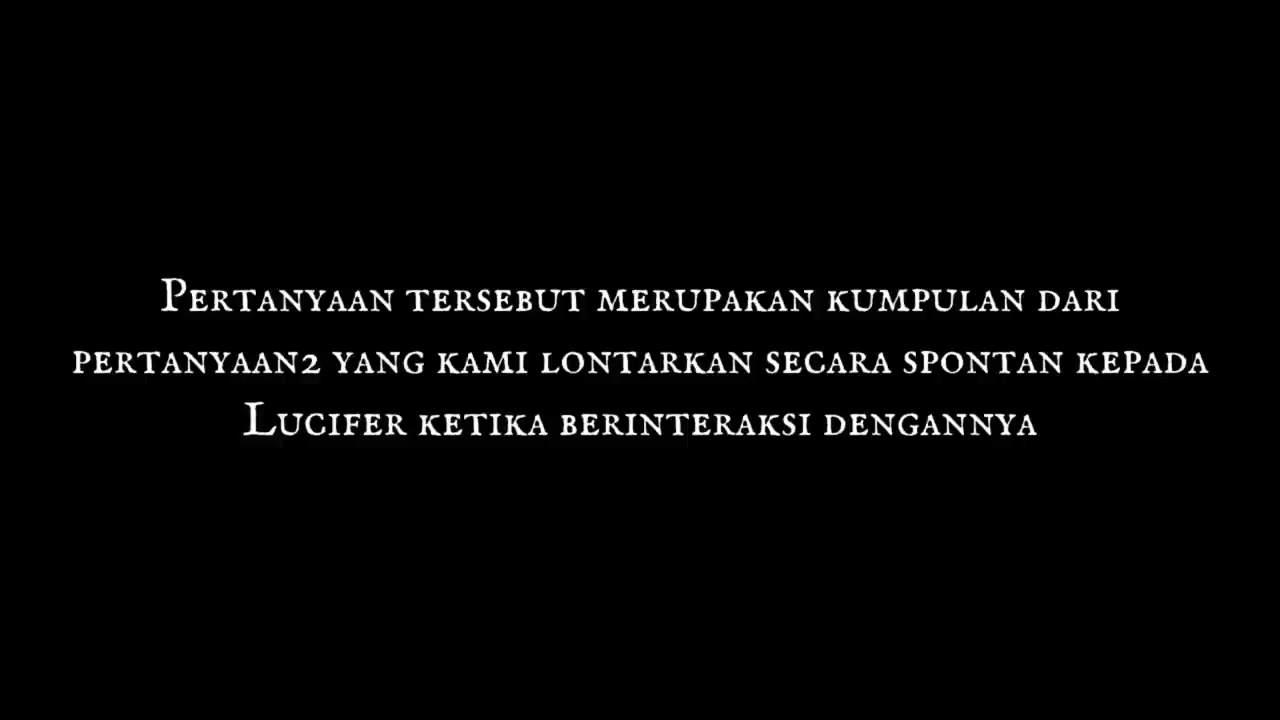 Pertanyaan tersebut merupakan kumpulan dari
pertanyaan2 yang kami lontarkan secara spontan kepada
Lucifer ketika berinteraksi dengannya